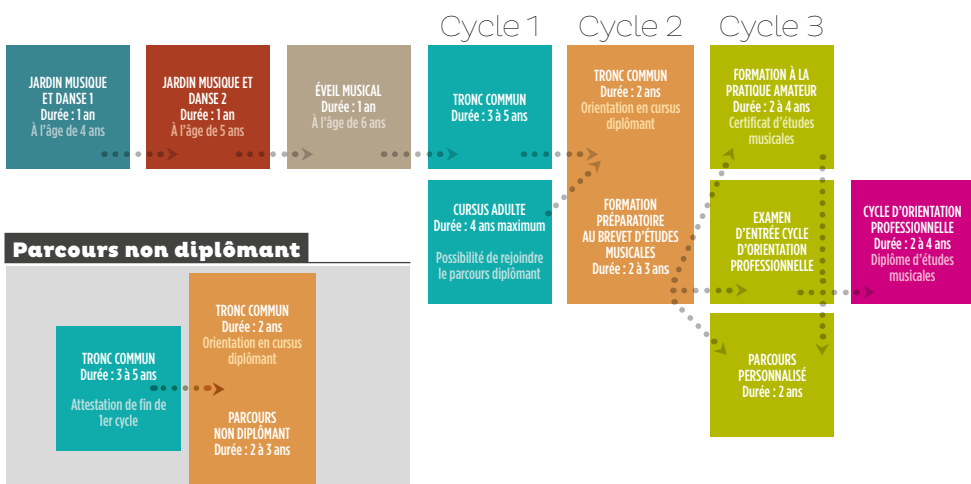 Cycle 1
Cycle 2
Cycle 3
JARDIN MUSIQUE
ET DANSE 1
Durée : 1 an
À l'âge de 4 ans
JARDIN MUSIQUE ET
DANSE 2
Durée : 1 an
À l'âge de 5 ans
ÉVEIL MUSICAL
Durée : 1 an
À l'âge de 6 ans
TRONC COMMUN
Durée : 3 à 5 ans
TRONC COMMUN
Durée : 2 ans
Orientation en cursus
diplômant
FORMATION À LA
PRATIQUE AMATEUR
Durée : 2 à 4 ans
Certificat d'études
musicales
CURSUS ADULTE
Durée : 4 ans maximum
Possibilité de rejoindre
le parcours diplômant
FORMATION
PRÉPARATOIRE
AU BREVET D'ÉTUDES
MUSICALES
Durée : 2 à 3 ans
EXAMEN
D'ENTRÉE CYCLE
D'ORIENTATION
PROFESSIONNELLE
CYCLE D'ORIENTATION
PROFESSIONNELLE
Durée : 2 à 4 ans
Diplôme d'études
musicales
PARCOURS
PERSONNALISÉ
Durée : 2 ans
Parcours non diplômant
TRONC COMMUN
Durée : 3 à 5 ans
Attestation de fin de
1er cycle
TRONC COMMUN
Durée : 2 ans
Orientation en cursus
diplômant
PARCOURS
NON DIPLÔMANT
Durée : 2 à 3 ans